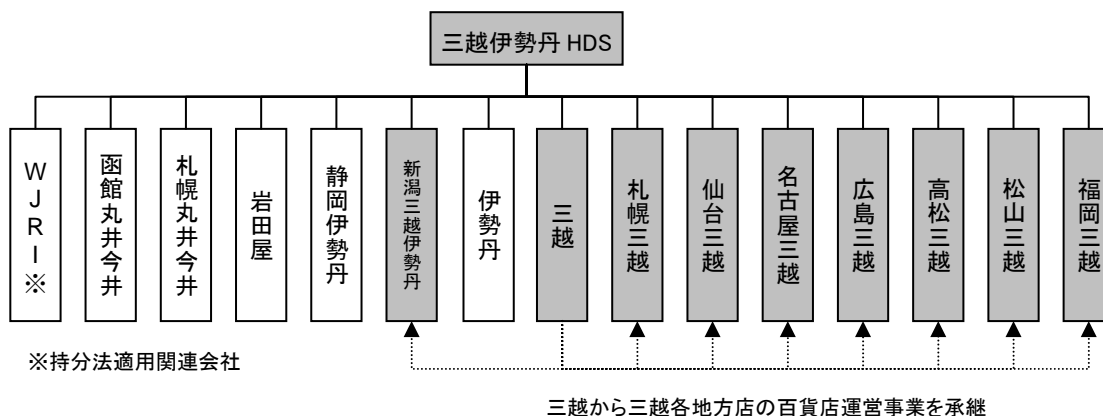 三越伊勢丹 HDS
WJRI※
函館丸井今井
札幌丸井今井
岩田屋
静岡伊勢丹
新潟三越伊勢丹
伊勢丹
三越
札幌三越
仙台三越
名古屋三越
広島三越
高松三越
松山三越
福岡三越
※持分法適用関連会社
三越から三越各地方店の百貨店運営事業を承継